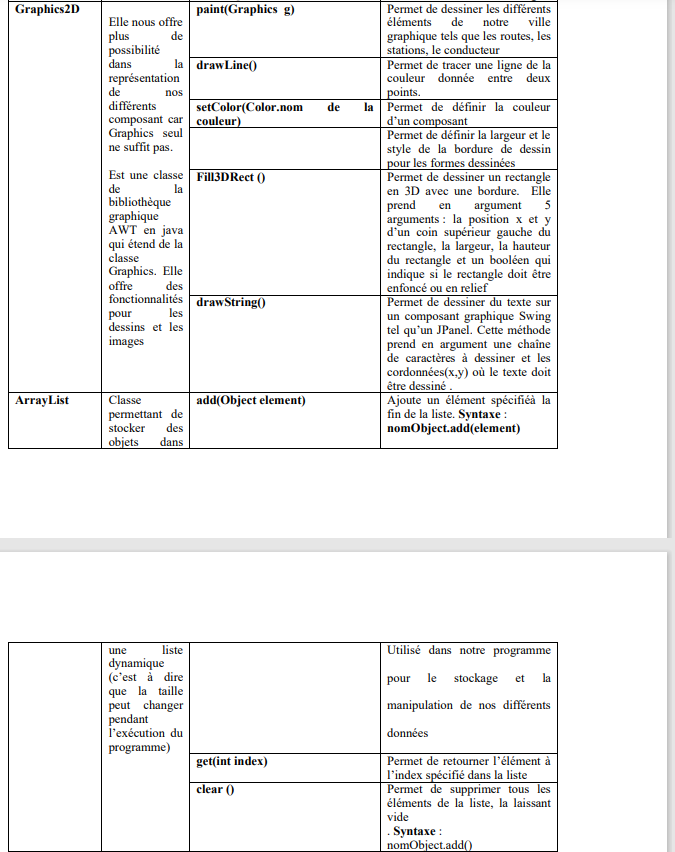 Graphics2D
Elle nous offre
plus de
possibilité
dans la
représentation
de nos
différents
composant car
Graphics seul
ne suffit pas.
Est une classe
de la
bibliothèque
graphique
AWT en java
qui étend de la
classe
Graphics. Elle
offre des
fonctionnalités
pour les
dessins et les
images
paint(Graphics g)
Permet de dessiner les différents
éléments de notre ville
graphique tels que les routes, les
stations, le conducteur
drawLine()
Permet de tracer une ligne de la
couleur donnée entre deux
points.
setColor(Color.nom de la
couleur)
Permet de définir la couleur
d’un composant
Permet de définir la largeur et le
style de la bordure de dessin
pour les formes dessinées
Fill3DRect ()
Permet de dessiner un rectangle
en 3D avec une bordure. Elle
prend en argument 5
arguments : la position x et y
d’un coin supérieur gauche du
rectangle, la largeur, la hauteur
du rectangle et un booléen qui
indique si le rectangle doit être
enfoncé ou en relief
drawString()
Permet de dessiner du texte sur
un composant graphique Swing
tel qu’un JPanel. Cette méthode
prend en argument une chaîne
de caractères à dessiner et les
cordonnées(x,y) où le texte doit
être dessiné .
ArrayList
Classe
permettant de
stocker des
objets dans
add(Object element)
Ajoute un élément spécifiéà la
fin de la liste. Syntaxe :
nomObject.add(element)
une liste
dynamique
(c’est à dire
que la taille
peut changer
pendant
l’exécution du
programme)
Utilisé dans notre programme
pour le stockage et la
manipulation de nos différents
données
get(int index)
Permet de retourner l’élément à
l’index spécifié dans la liste
clear ()
Permet de supprimer tous les
éléments de la liste, la laissant
vide
. Syntaxe :
nomObject.add()